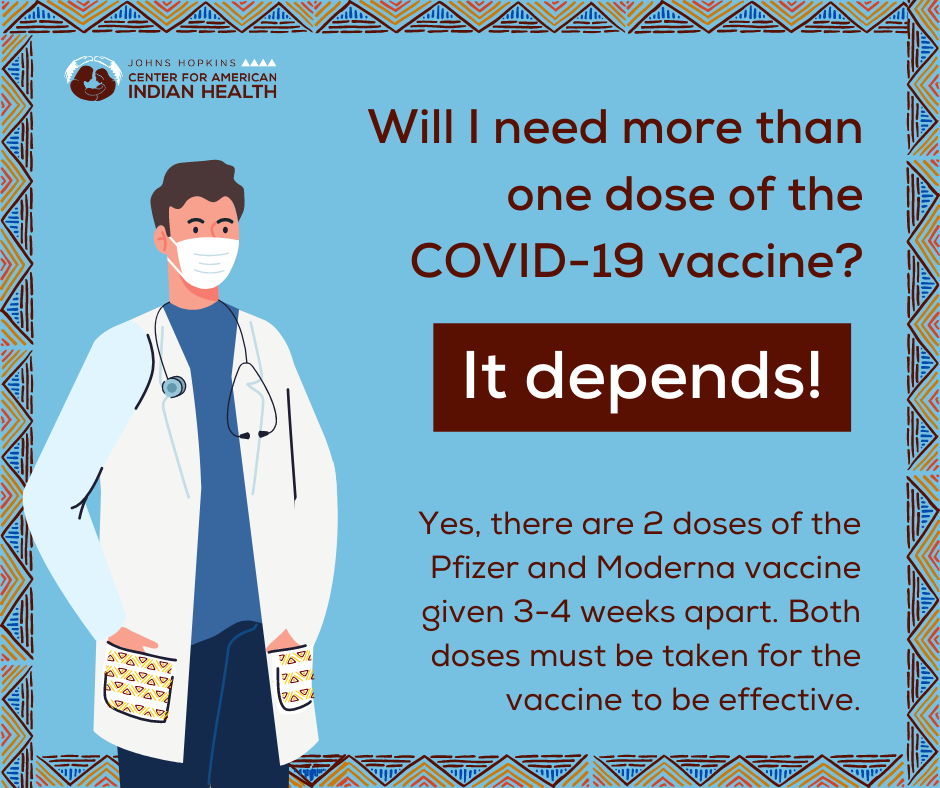 JOHNS HOPKINS
CENTER FOR AMERICAN
INDIAN HEALTH
Will I need more than
one dose of the
COVID-19 vaccine?
It depends!
Yes, there are 2 doses of the
Pfizer and Moderna vaccine
given 3-4 weeks apart. Both
doses must be taken for the
vaccine to be effective.